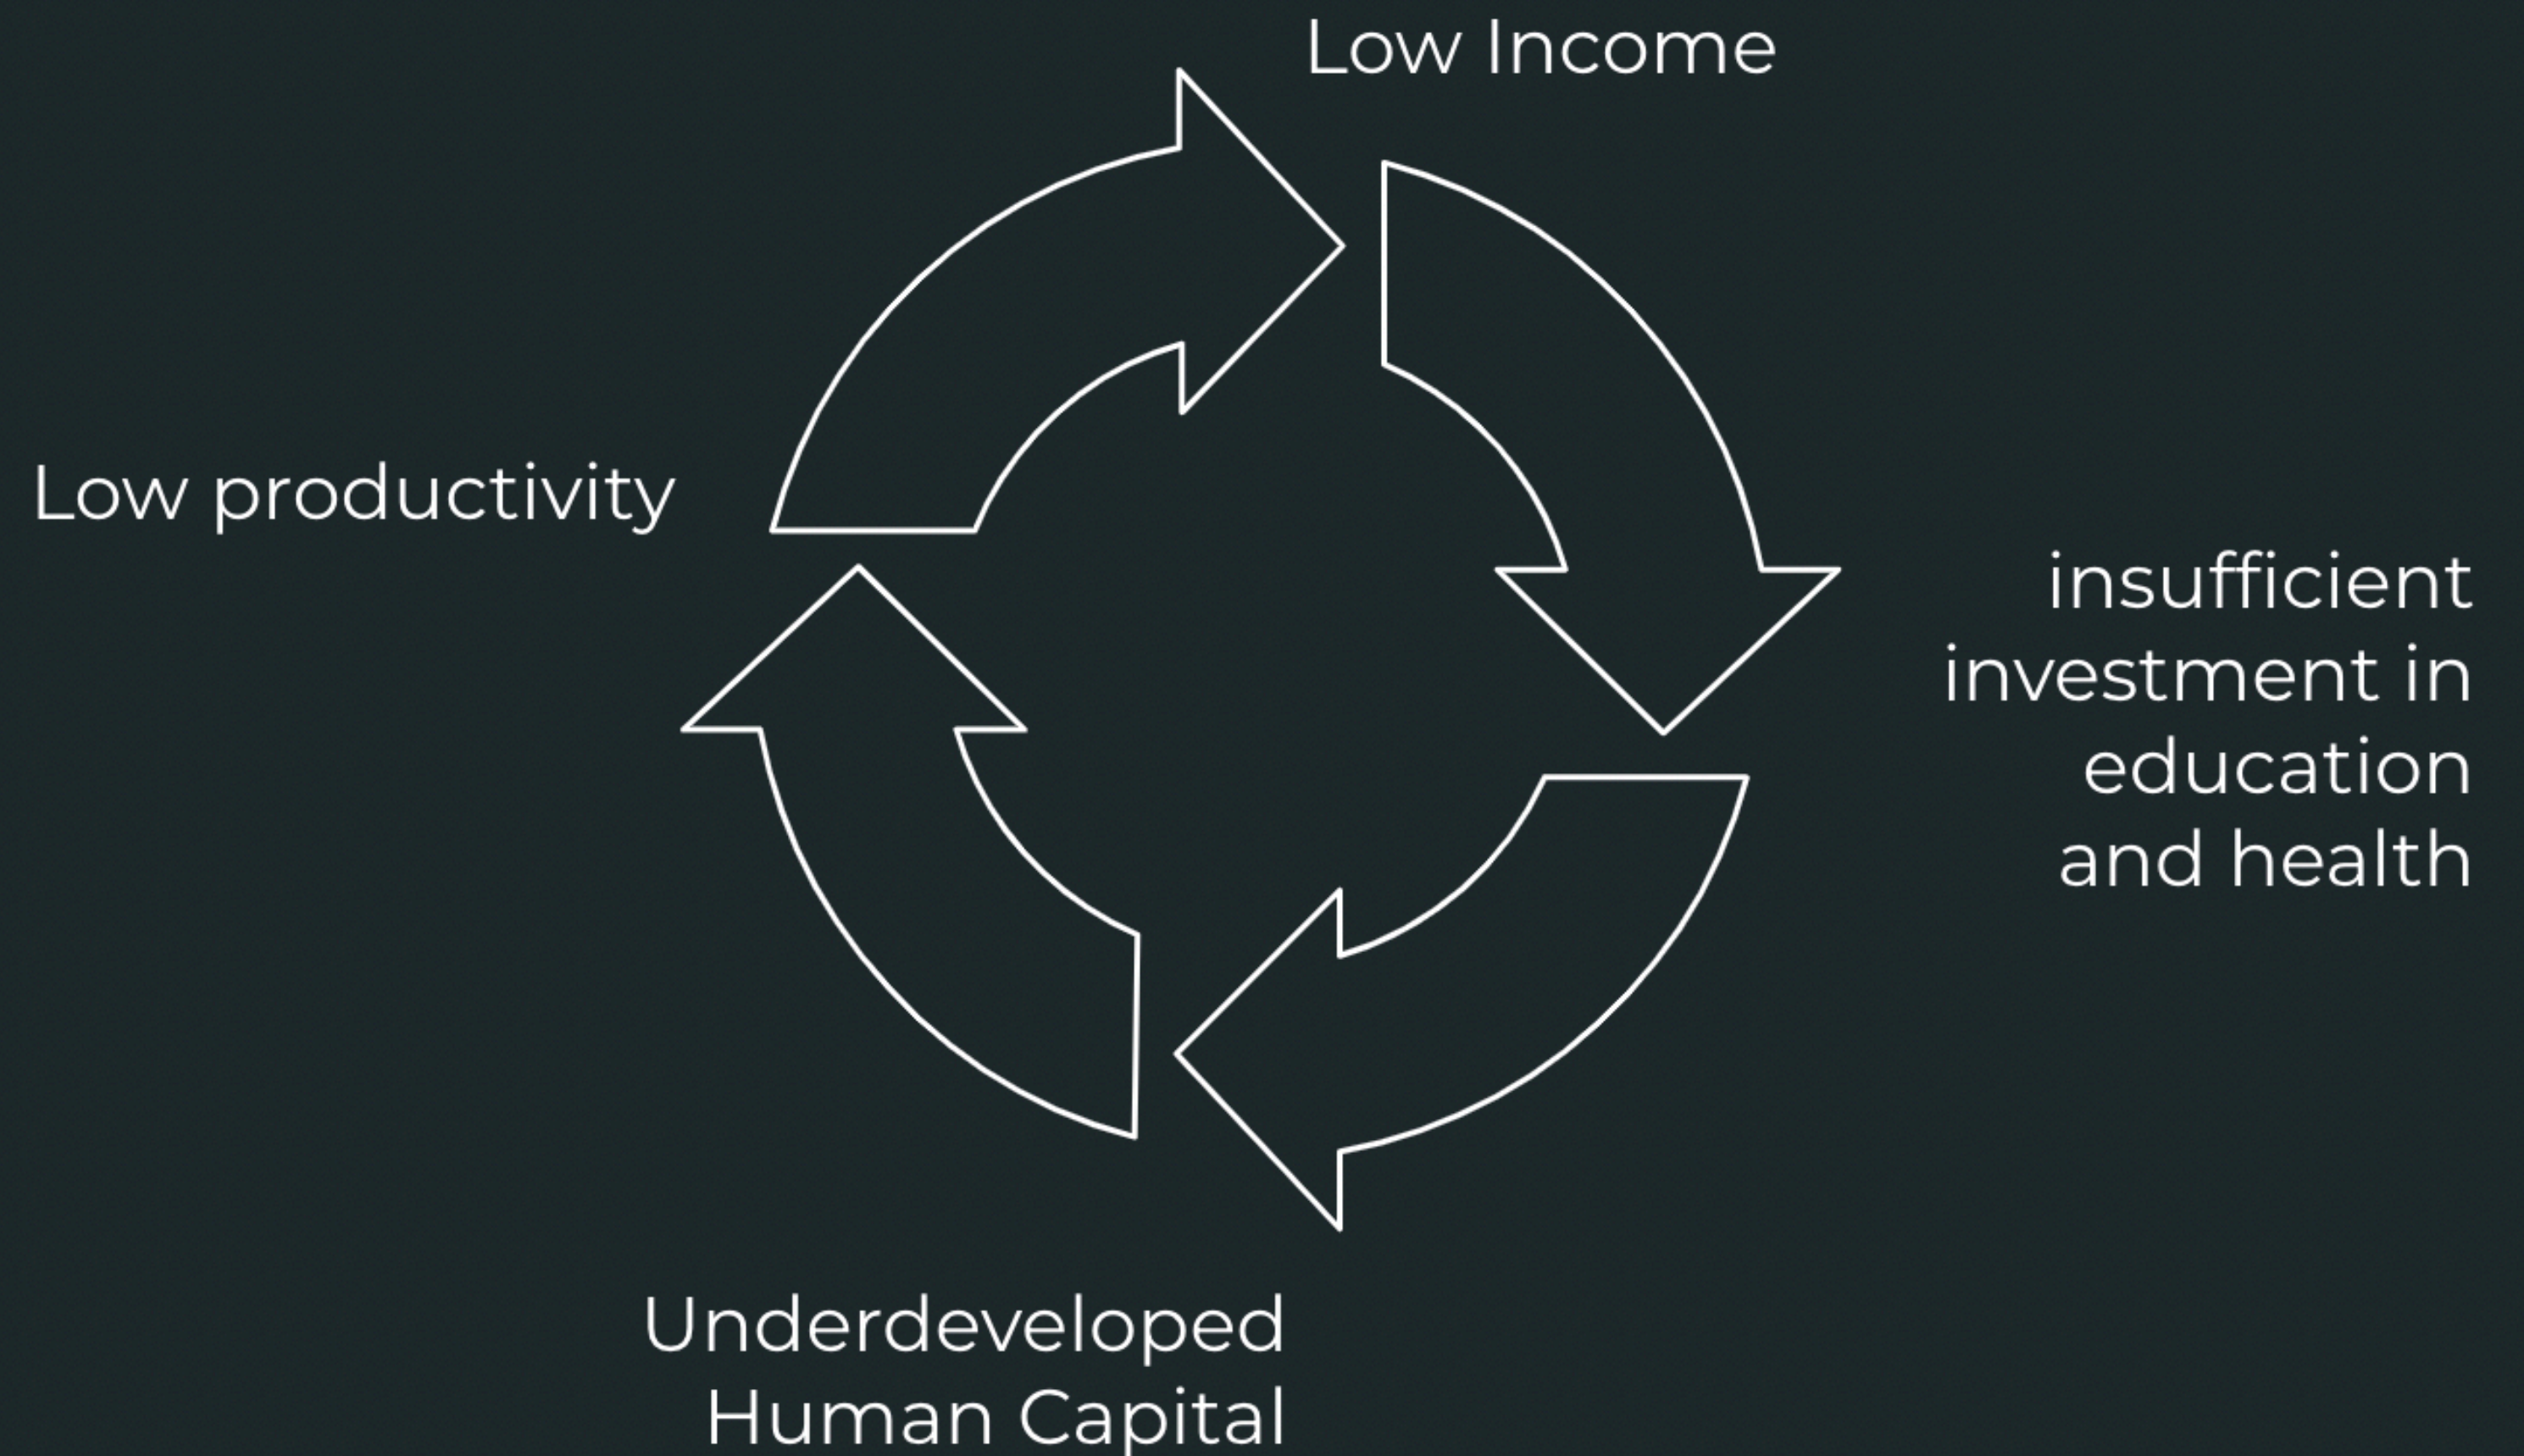 Low Income
Low productivity
insufficient
investment in
education
and health
Underdeveloped
Human Capital